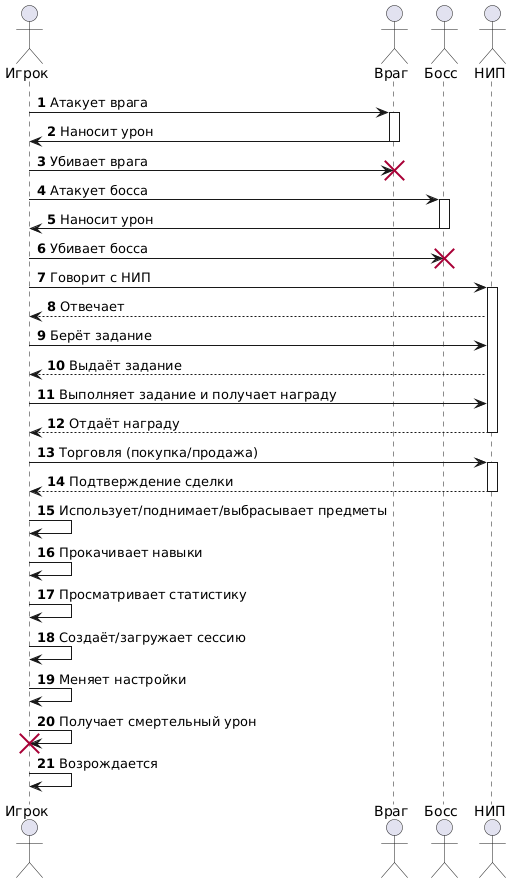 Игрок
Враг
Босс
НИП
1 Атакует врага
2 Наносит урон
3 Убивает врага
4 Атакует босса
5 Наносит урон
6 Убивает босса
7 Говорит с НИП
8 Отвечает
9 Берёт задание
10 Выдаёт задание
11 Выполняет задание и получает награду
12 Отдаёт награду
13 Торговля (покупка/продажа)
14 Подтверждение сделки
15 Использует/поднимает/выбрасывает предметы
16 Прокачивает навыки
17 Просматривает статистику
18 Создаёт/загружает сессию
19 Меняет настройки
20 Получает смертельный урон
21 Возрождается
Игрок
Враг
Босс
НИП